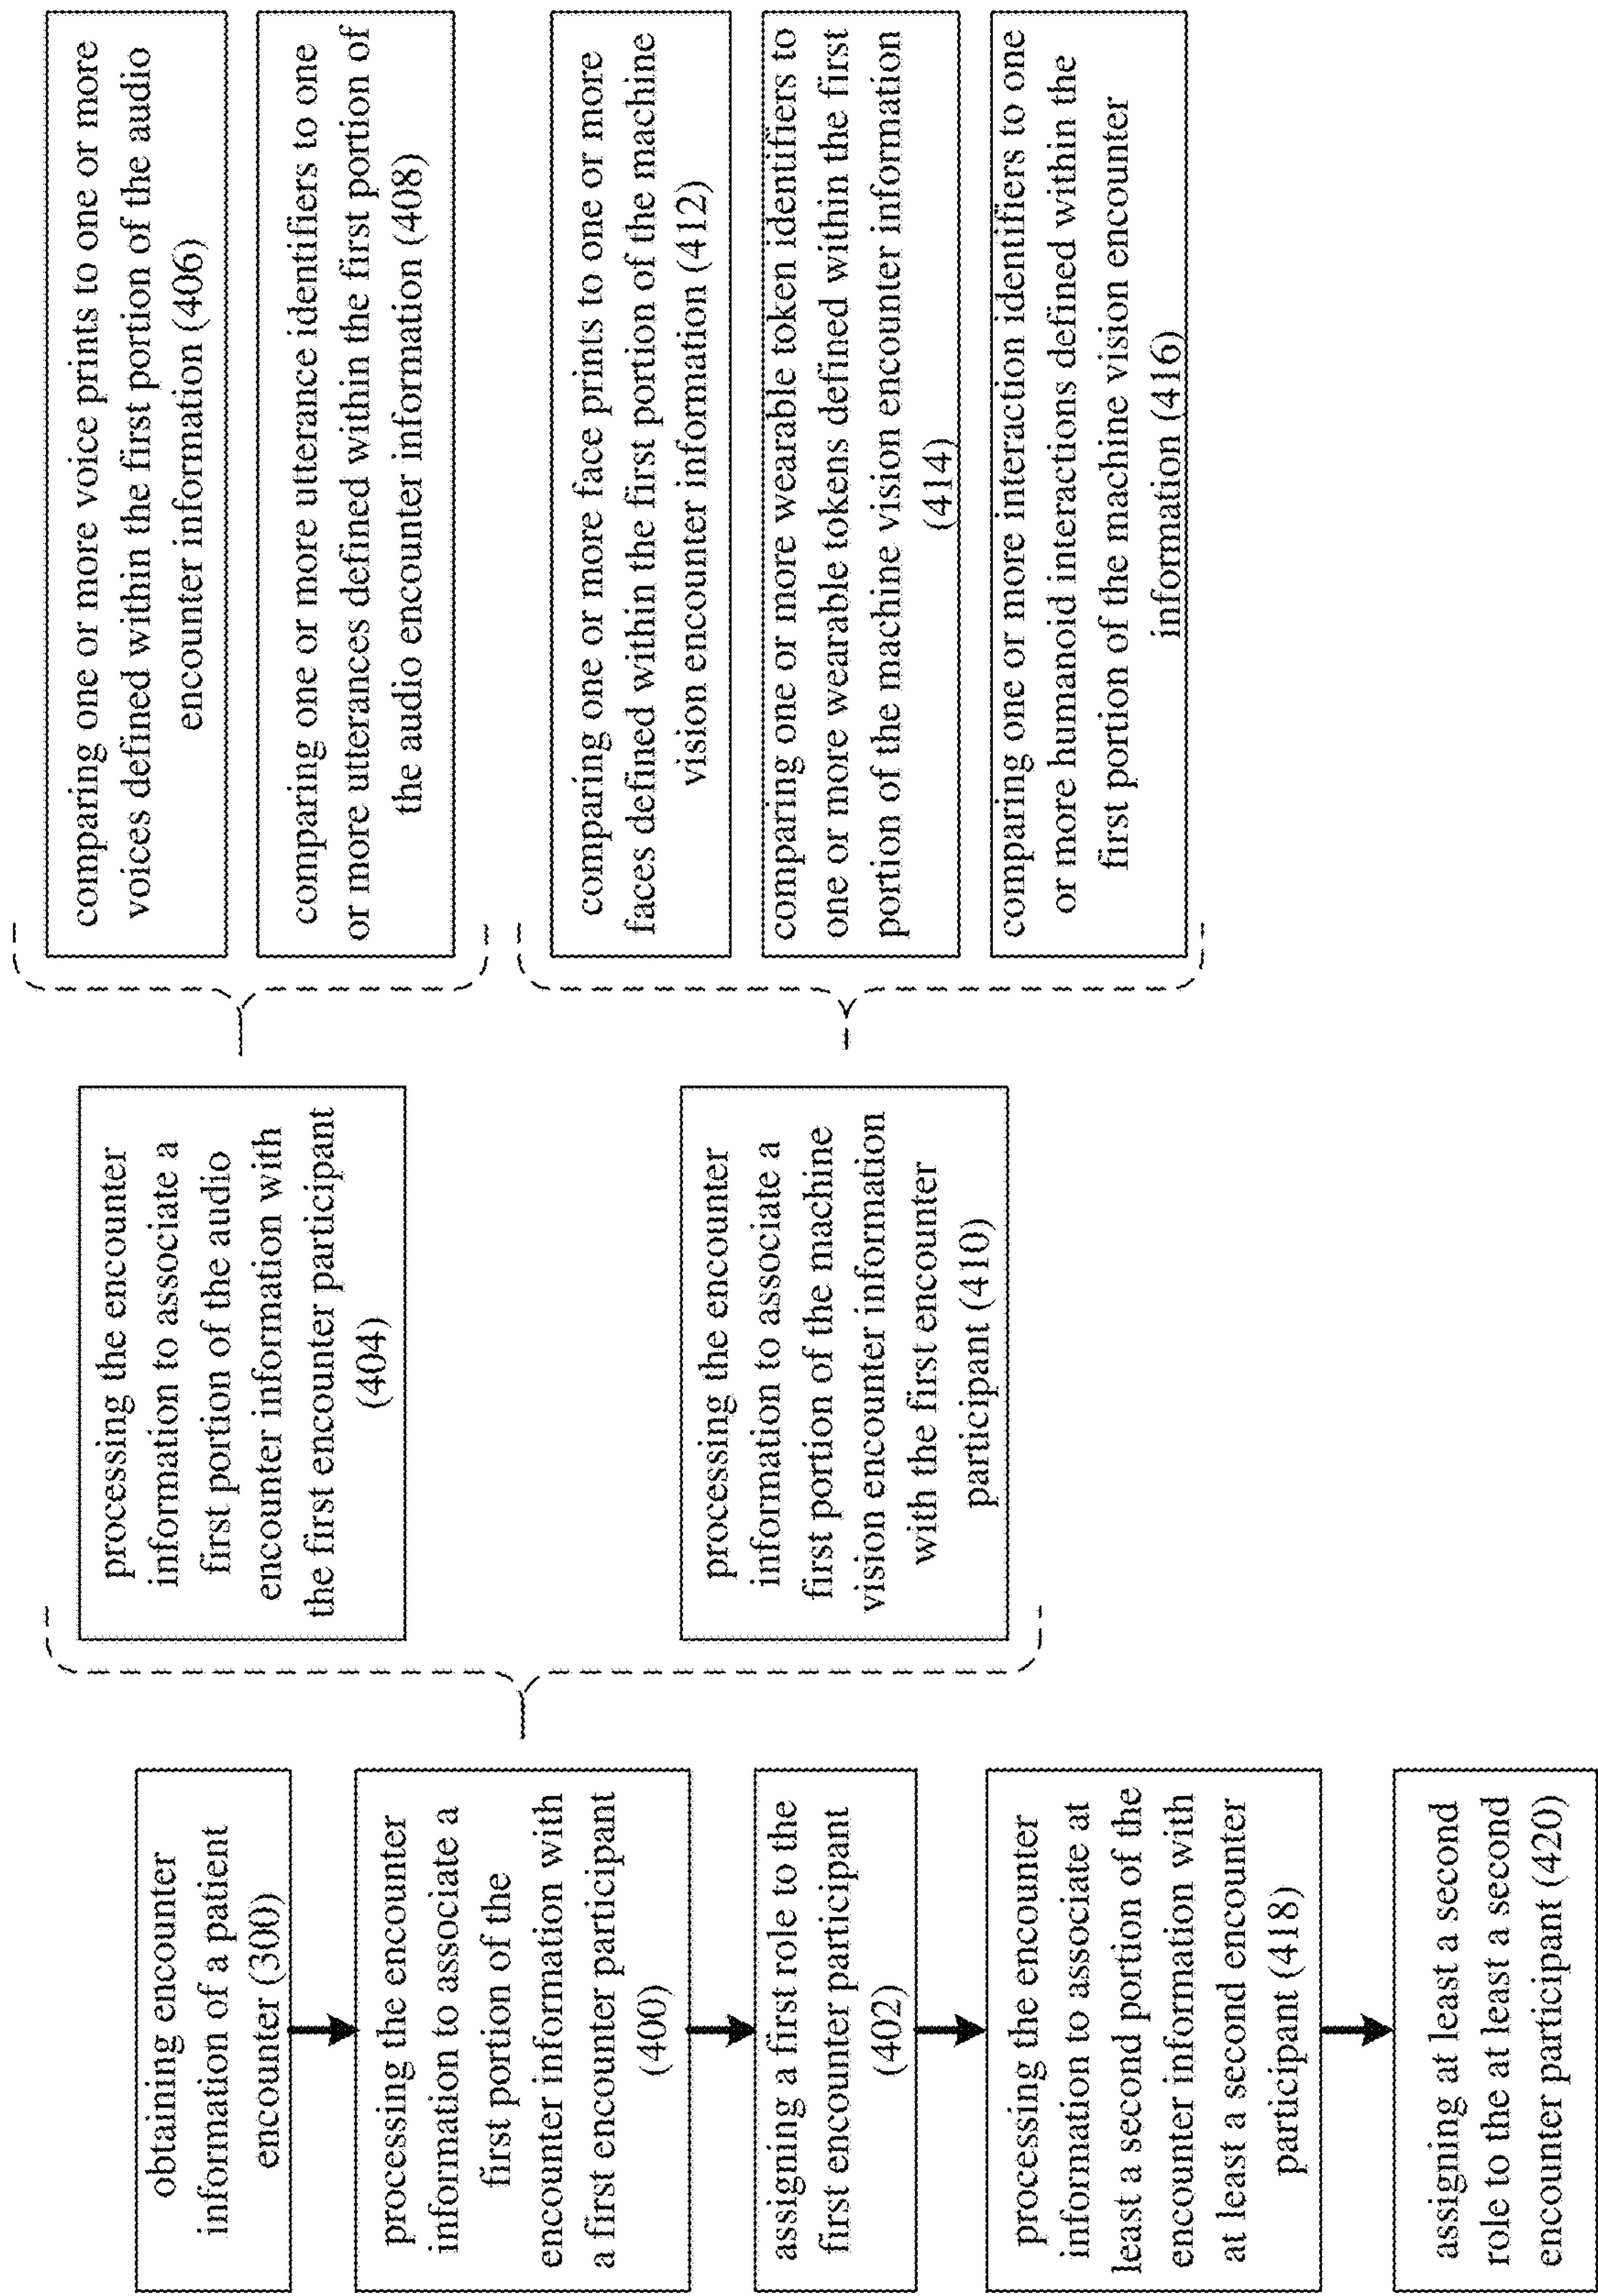 obtaining encounter
information of a patient
encounter (300)
processing the encounter
information to associate a
first portion of the
encounter information with
a first encounter participant
(400)
assigning a first role to the
first encounter participant
(402)
processing the encounter
information to associate at
least a second portion of the
encounter information with
at least a second encounter
participant (418)
assigning at least a second
role to the at least a second
encounter participant (420)
processing the encounter
information to associate a
first portion of the audio
encounter information with
the first encounter participant
(404)
processing the encounter
information to associate a
first portion of the machine
vision encounter information
with the first encounter
participant (410)
comparing one or more voice prints to one or more
voices defined within the first portion of the audio
encounter information (406)
comparing one or more utterance identifiers to one
or more utterances defined within the first portion of
the audio encounter information (408)
comparing one or more face prints to one or more
faces defined within the first portion of the machine
vision encounter information (412)
comparing one or more wearable token identifiers to
one or more wearable tokens defined within the first
portion of the machine vision encounter information
(414)
comparing one or more interaction identifiers to one
or more humanoid interactions defined within the
first portion of the machine vision encounter
information (416)